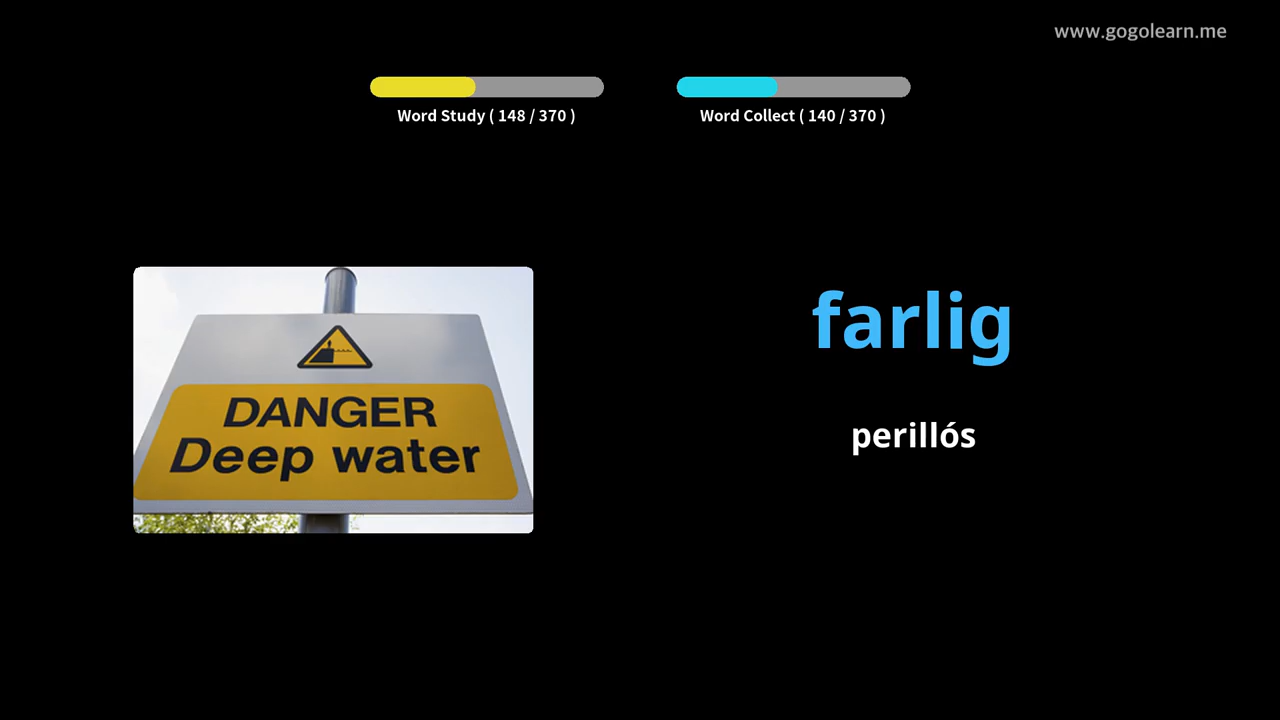 www.gogolearn.me
Word Study ( 148 / 370 )
Word Collect ( 140 / 370 )
DANGER
Deep water
farlig
perillós